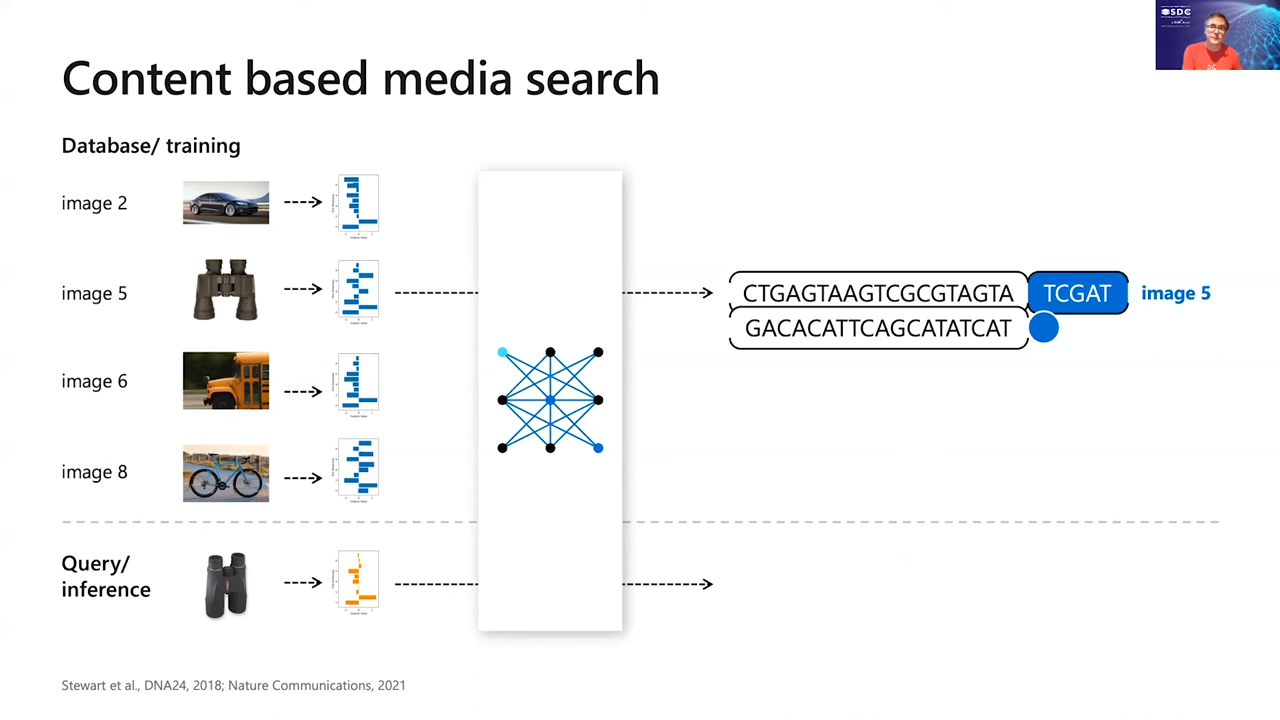 SDC
Content based media search
Database/ training
image 2
image 5
CTGAGTAAGTCGCGTAGTA TCGAT image 5
GACACATTCAGCATATCAT
image 6
image 8
Query/
inference
Stewart et al., DNA24, 2018; Nature Communications, 2021